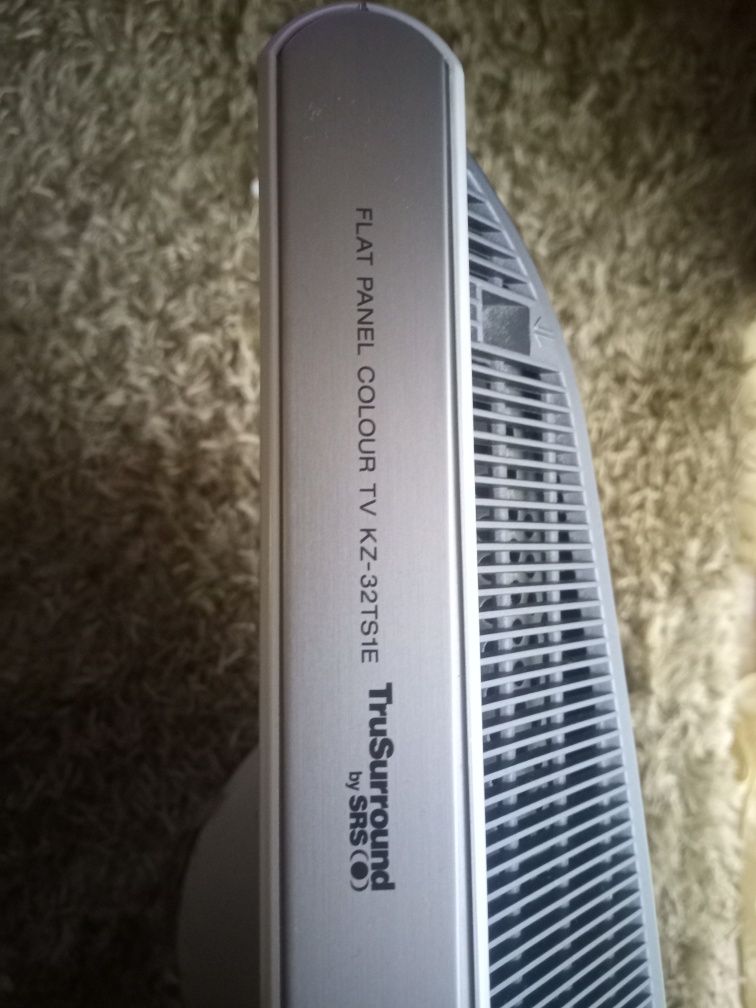 FLAT PANEL COLOUR TV KZ-32TS1E
TruSurround
by SRS